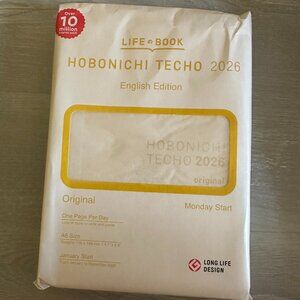 Over
10
million
LIFE BOOK
HOBONICHI TECHO 2026
English Edition
HOBONICHI
TECHO 2026
original
Original
Monday Start
One Page Per Day
A6 Size
January Start
LONG LIFE
DESIGN